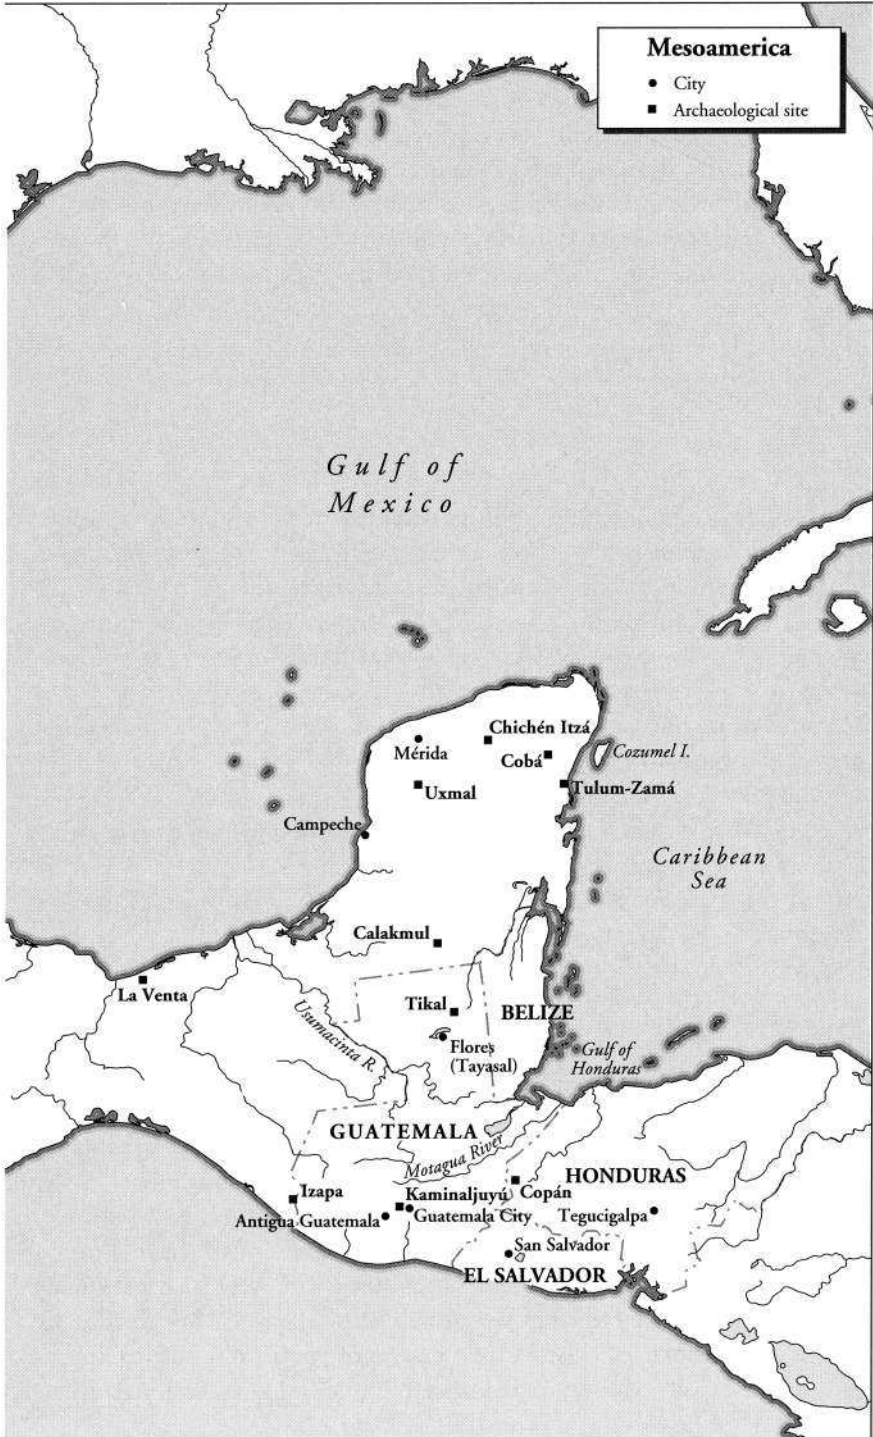 Mesoamerica
City
Archaeological site
Gulf of
Mexico
Chichén Itzá
Mérida
Cobá
Cozumel I.
Uxmal
Tulum-Zamá
Campeche
Caribbean
Sea
Calakmul
La Venta
Tikal
BELIZE
Usumacinta R.
Flores
(Tayasal)
Gulf of
Honduras
GUATEMALA
Motagua River
HONDURAS
Izapa
Kaminaljuyú
Copán
Antigua Guatemala
Guatemala City
Tegucigalpa
San Salvador
EL SALVADOR